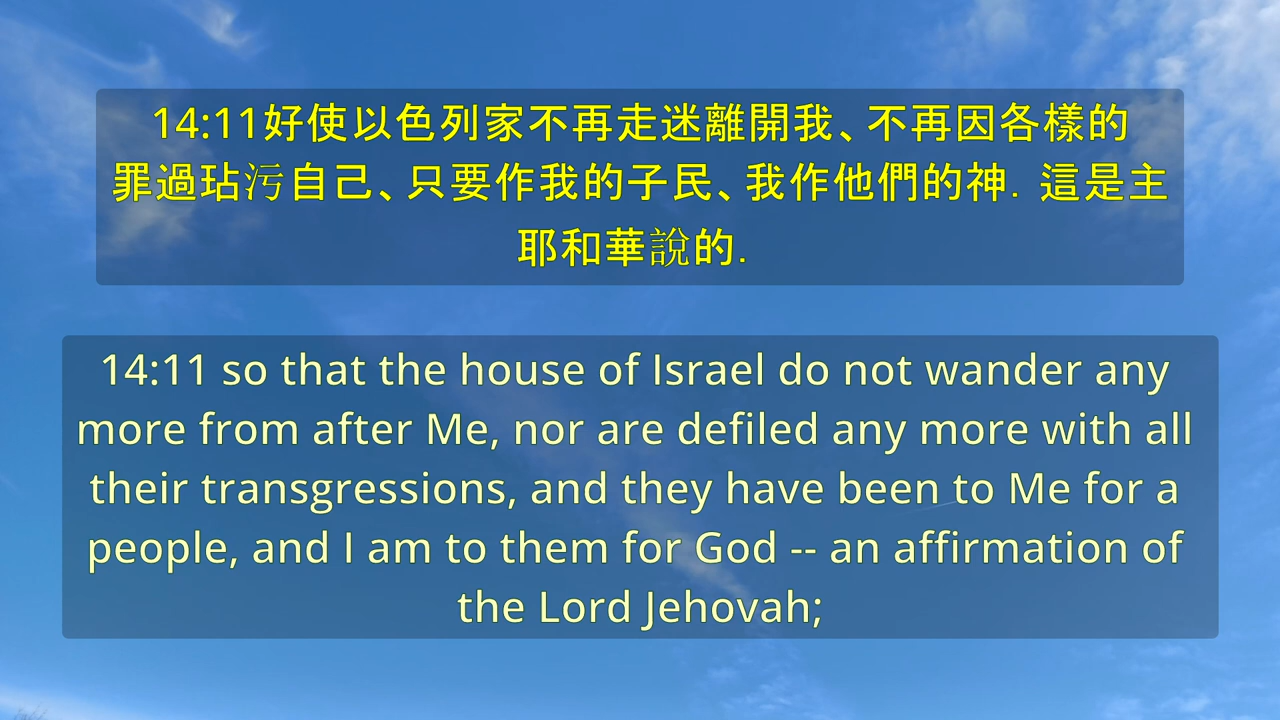 14:11好使以色列家不再走迷離開我、不再因各樣的
罪過玷污自己、只要作我的子民、我作他們的神. 這是主
耶和華說的.
14:11 so that the house of Israel do not wander any
more from after Me, nor are defiled any more with all
their transgressions, and they have been to Me for a
people, and I am to them for God -- an affirmation of
the Lord Jehovah;